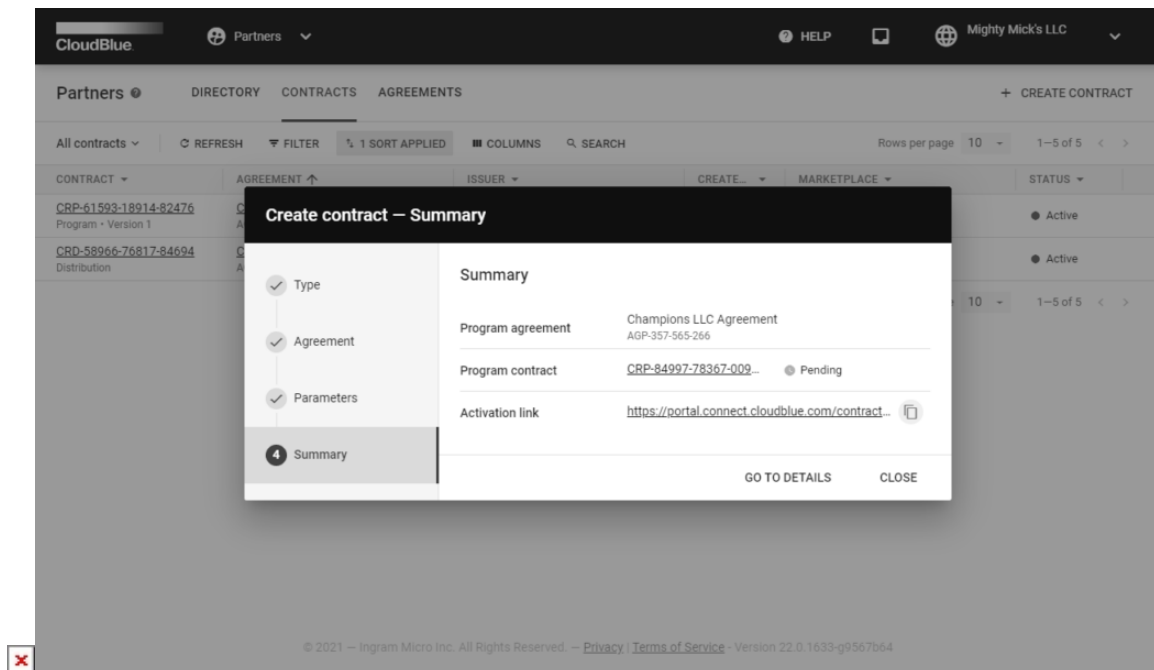 CloudBlue
Partners
HELP
Mighty Mick's LLC
Partners
DIRECTORY
CONTRACTS
AGREEMENTS
+ CREATE CONTRACT
All contracts
REFRESH
FILTER
1 SORT APPLIED
COLUMNS
SEARCH
Rows per page 10
1–5 of 5
CONTRACT
AGREEMENT
ISSUER
CREATE...
MARKETPLACE
STATUS
CRP-61593-18914-82476
Program • Version 1
Active
CRD-58966-76817-84694
Distribution
Active
10
1–5 of 5
Create contract – Summary
Type
Agreement
Parameters
4 Summary
Summary
Program agreement
Champions LLC Agreement
AGP-357-565-266
Program contract
CRP-84997-78367-009...
Pending
Activation link
https://portal.connect.cloudblue.com/contract...
GO TO DETAILS
CLOSE
© 2021 – Ingram Micro Inc. All Rights Reserved. – Privacy | Terms of Service - Version 22.0.1633-g9567b64